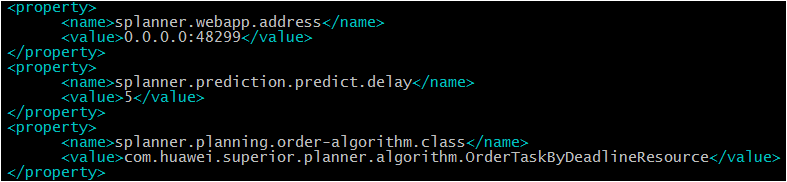 <property>
<name>splanner.webapp.address</name>
<value>0.0.0.0:48299</value>
</property>
<property>
<name>splanner.prediction.predict.delay</name>
<value>5</value>
</property>
<property>
<name>splanner.planning.order-algorithm.class</name>
<value>com.huawei.superior.planner.algorithm.OrderTaskByDeadlineResource</value>
</property>